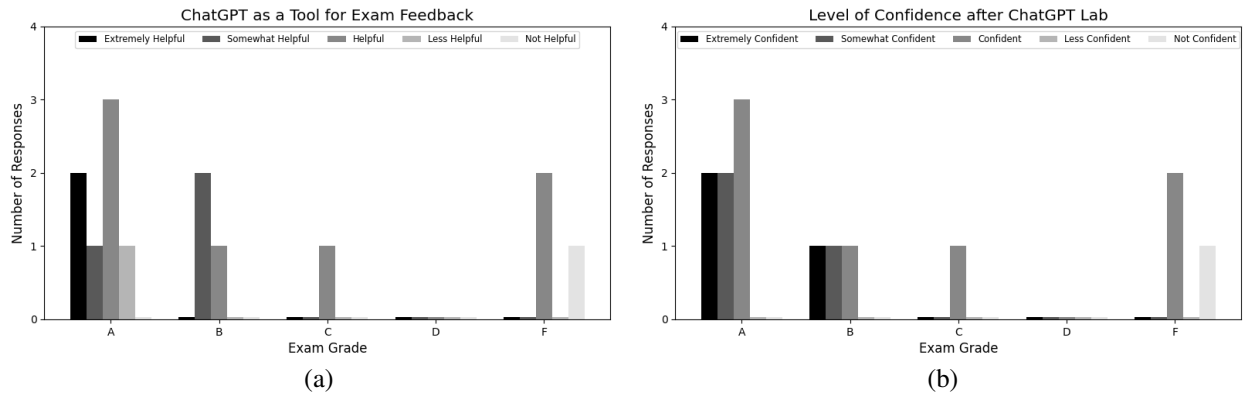 ChatGPT as a Tool for Exam Feedback
4
Extremely Helpful Somewhat Helpful Helpful Less Helpful Not Helpful
3
2
1
0
Number of Responses
A B C D F
Exam Grade
(a)
Level of Confidence after ChatGPT Lab
4
Extremely Confident Somewhat Confident Confident Less Confident Not Confident
3
2
1
0
Number of Responses
A B C D F
Exam Grade
(b)